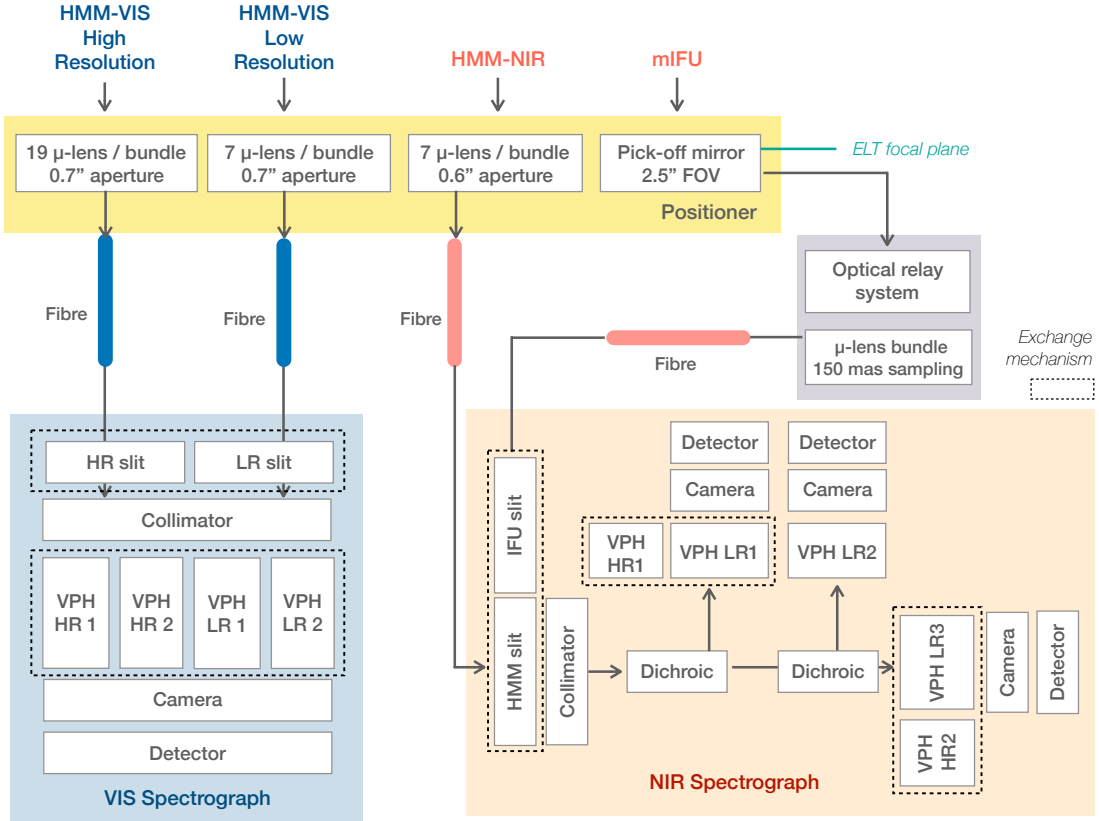 HMM-VIS
High
Resolution
HMM-VIS
Low
Resolution
HMM-NIR
mIFU
19 µ-lens / bundle
0.7” aperture
7 µ-lens / bundle
0.7” aperture
7 µ-lens / bundle
0.6” aperture
Pick-off mirror
2.5” FOV
ELT focal plane
Positioner
Fibre
Fibre
Fibre
Fibre
Optical relay
system
µ-lens bundle
150 mas sampling
Exchange
mechanism
HR slit
LR slit
Collimator
VPH
HR 1
VPH
HR 2
VPH
LR 1
VPH
LR 2
Camera
Detector
VIS Spectrograph
IFU slit
HMM slit
Collimator
Detector
Camera
VPH
HR1
VPH LR1
Detector
Camera
VPH LR2
Dichroic
Dichroic
VPH LR3
VPH
HR2
Camera
Detector
NIR Spectrograph